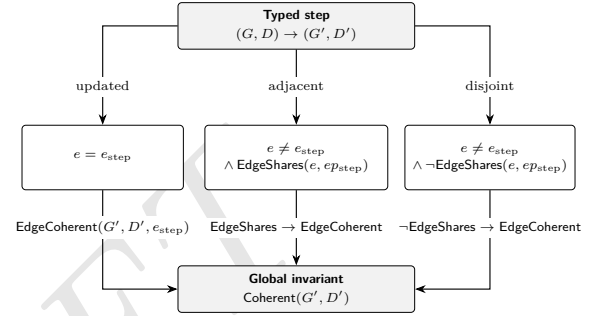 Typed step
(G, D) → (G′, D′)
updated
adjacent
disjoint
e = e_step
e ≠ e_step
∧ EdgeShares(e, ep_step)
e ≠ e_step
∧ ¬EdgeShares(e, ep_step)
EdgeCoherent(G′, D′, e_step)
EdgeShares → EdgeCoherent
¬EdgeShares → EdgeCoherent
Global invariant
Coherent(G′, D′)